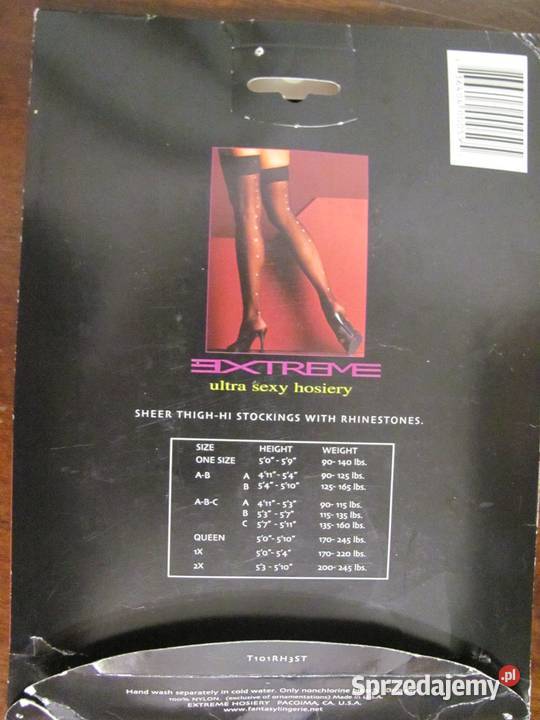 EXTREME
ultra sexy hosiery
SHEER THIGH-HI STOCKINGS WITH RHINESTONES.
SIZE HEIGHT WEIGHT
ONE SIZE 5'0" - 5'9" 90- 140 lbs.
A-B A 4'11" - 5'4" 90- 125 lbs.
B 5'4" - 5'10" 125- 165 lbs.
A-B-C A 4'11" - 5'3" 90- 115 lbs.
B 5'3" - 5'7" 115- 135 lbs.
C 5'7" - 5'11" 135- 160 lbs.
QUEEN 5'0"- 5'10" 170- 245 lbs.
1X 5'0"- 5'4" 170- 220 lbs.
2X 5'3 - 5'10" 200- 245 lbs.
T101RH3ST
Hand wash separately in cold water. Only nonchlorine
100% NYLON. (exclusive of ornamentations) Made in
EXTREME HOSIERY PACOIMA, CA. U.S.A.
www.fantasylingerie.net
Sprzedajemy.pl